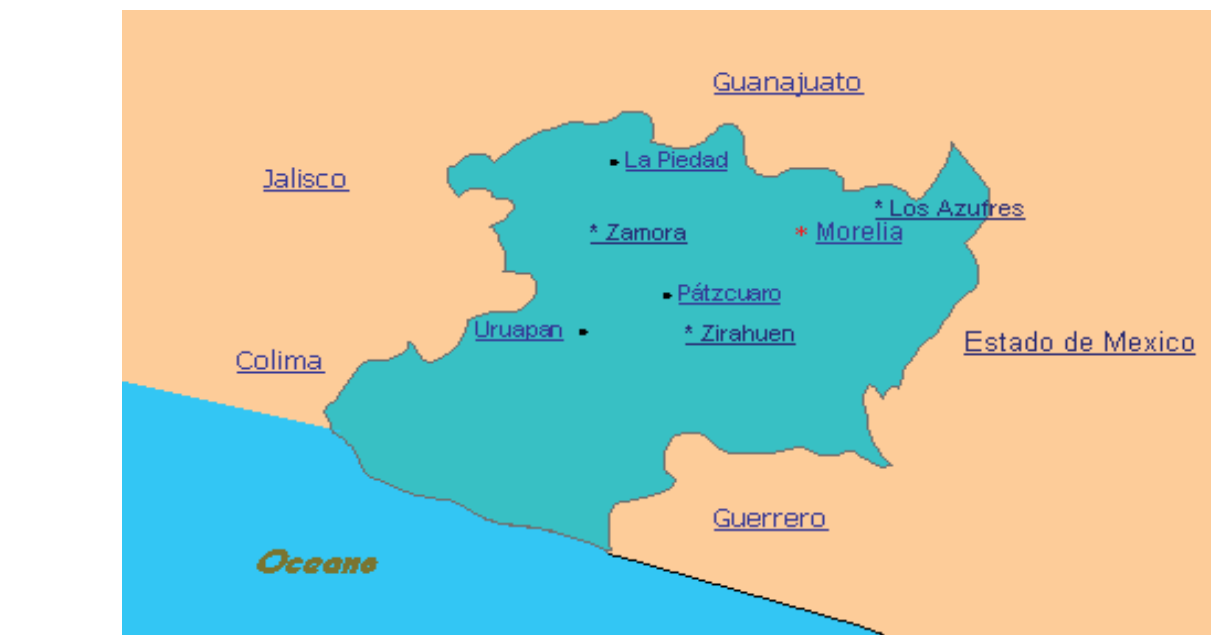 Guanajuato
La Piedad
Jalisco
* Los Azufres
* Zamora
* Morelia
Pátzcuaro
Uruapan
* Zirahuen
Estado de Mexico
Colima
Guerrero
Oceano